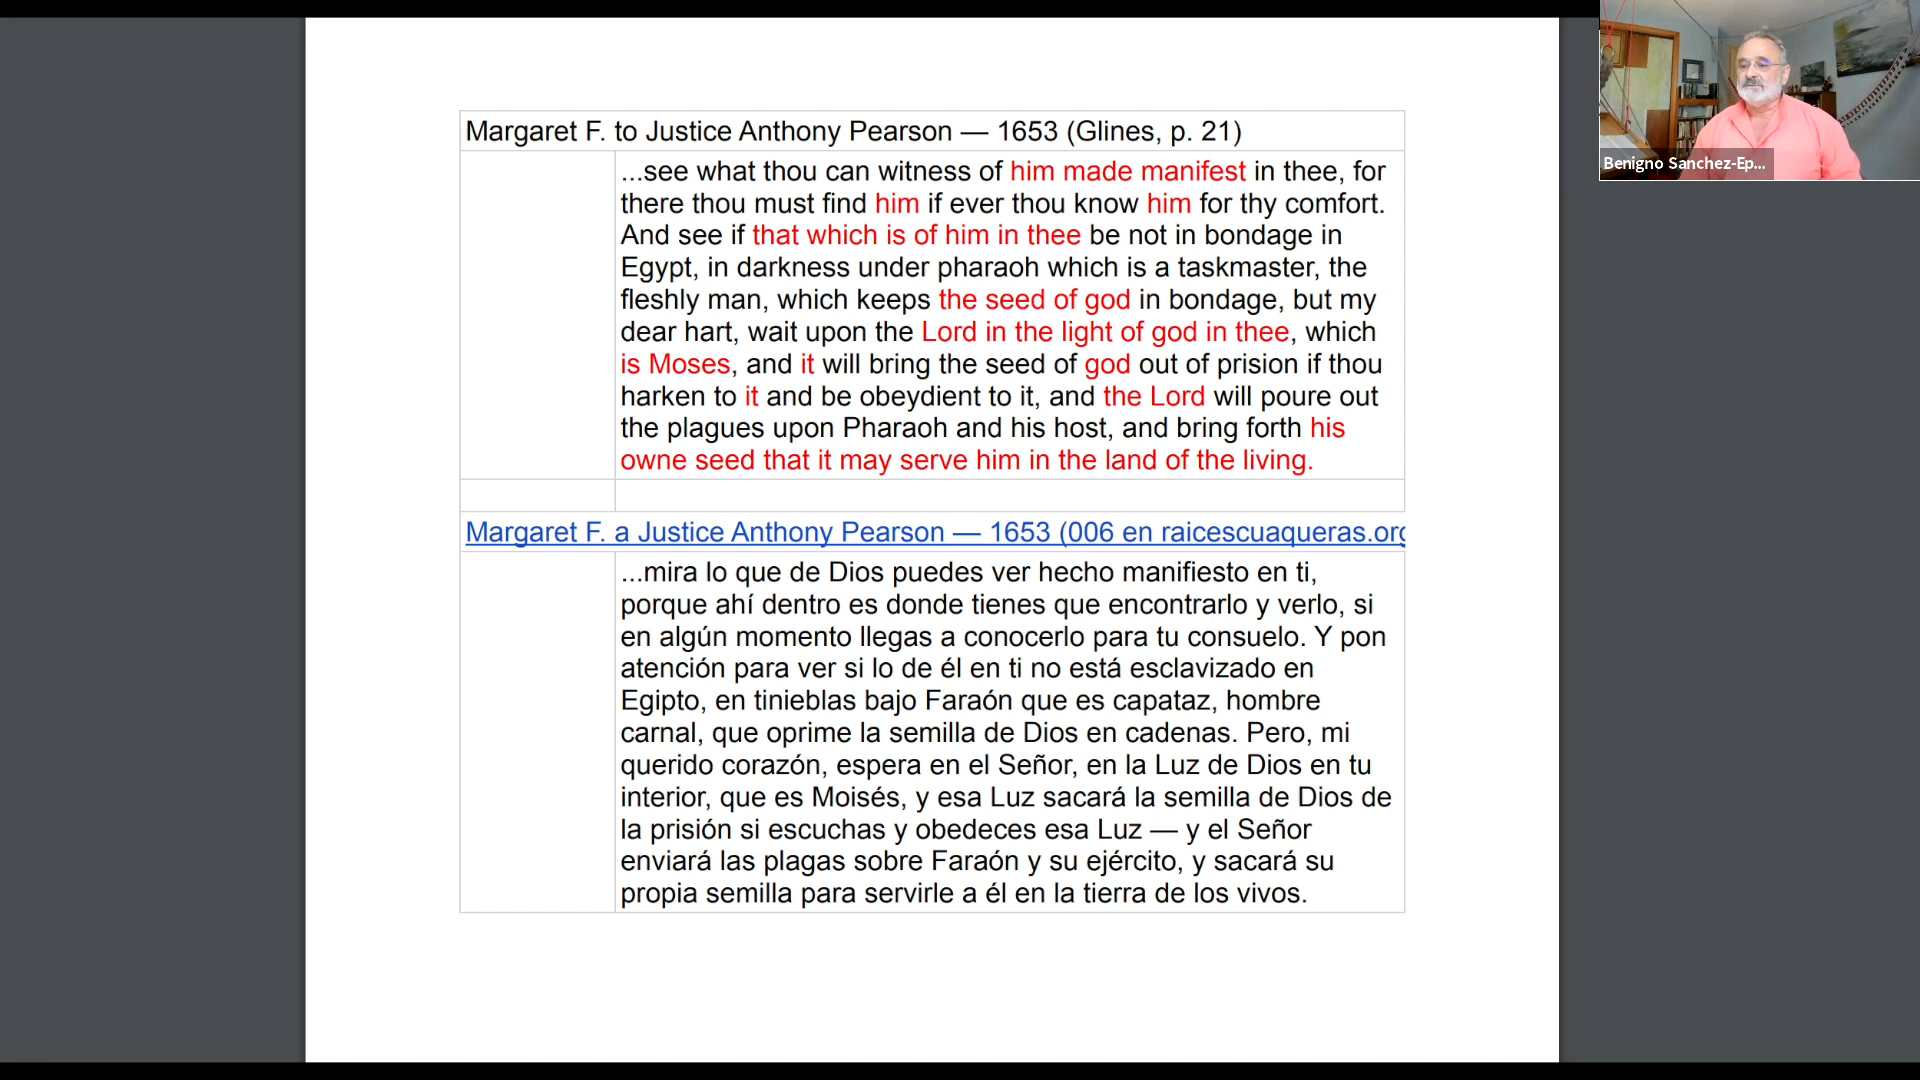 Margaret F. to Justice Anthony Pearson — 1653 (Glines, p. 21)
...see what thou can witness of him made manifest in thee, for
there thou must find him if ever thou know him for thy comfort.
And see if that which is of him in thee be not in bondage in
Egypt, in darkness under pharaoh which is a taskmaster, the
fleshly man, which keeps the seed of god in bondage, but my
dear hart, wait upon the Lord in the light of god in thee, which
is Moses, and it will bring the seed of god out of prision if thou
harken to it and be obeydient to it, and the Lord will poure out
the plagues upon Pharaoh and his host, and bring forth his
owne seed that it may serve him in the land of the living.
Margaret F. a Justice Anthony Pearson — 1653 (006 en raicescuaqueras.org
...mira lo que de Dios puedes ver hecho manifiesto en ti,
porque ahí dentro es donde tienes que encontrarlo y verlo, si
en algún momento llegas a conocerlo para tu consuelo. Y pon
atención para ver si lo de él en ti no está esclavizado en
Egipto, en tinieblas bajo Faraón que es capataz, hombre
carnal, que oprime la semilla de Dios en cadenas. Pero, mi
querido corazón, espera en el Señor, en la Luz de Dios en tu
interior, que es Moisés, y esa Luz sacará la semilla de Dios de
la prisión si escuchas y obedeces esa Luz — y el Señor
enviará las plagas sobre Faraón y su ejército, y sacará su
propia semilla para servirle a él en la tierra de los vivos.
Benigno Sanchez-Ep...